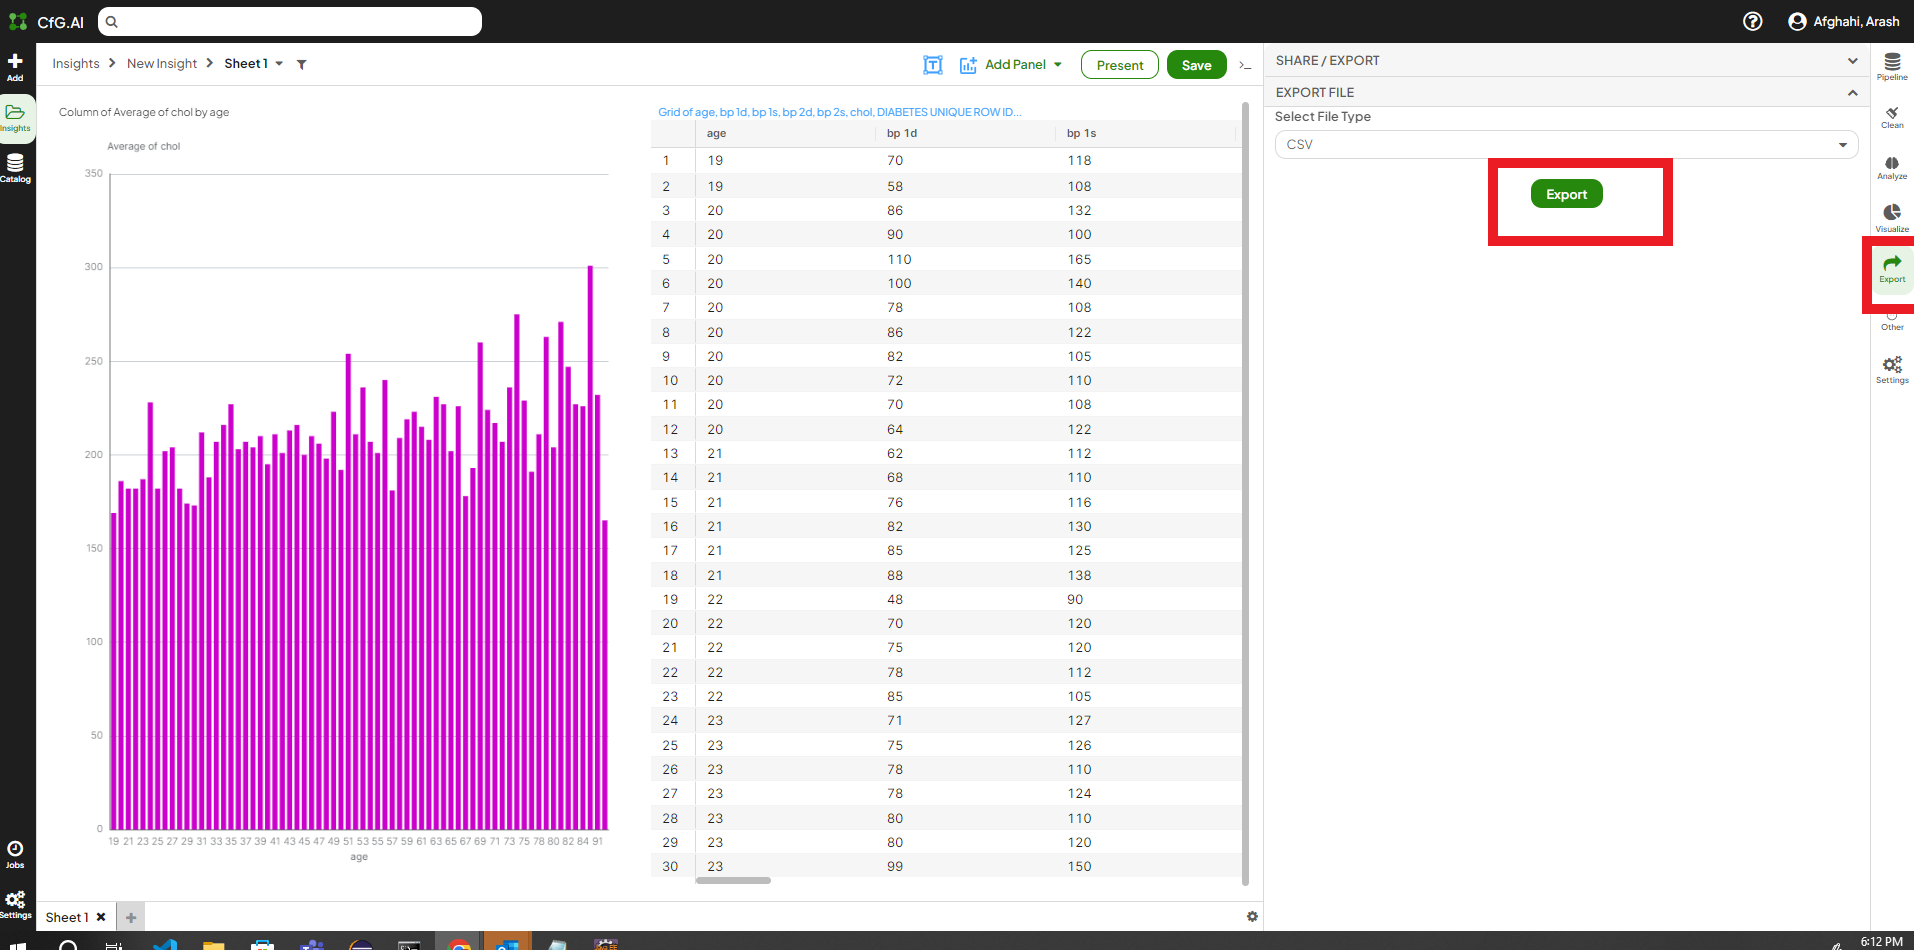 CfG.AI
Afghahi, Arash
Add
Insights
Catalog
Jobs
Settings
Insights > New Insight > Sheet 1
Add Panel
Present
Save
>_
Column of Average of chol by age
Average of chol
350
300
250
200
150
100
50
0
19 21 23 25 27 29 31 33 35 37 39 41 43 45 47 49 51 53 55 57 59 61 63 65 67 69 71 73 75 78 80 82 84 91
age
Grid of age, bp 1d, bp 1s, bp 2d, bp 2s, chol, DIABETES UNIQUE ROW ID...
age bp 1d bp 1s
1 19 70 118
2 19 58 108
3 20 86 132
4 20 90 100
5 20 110 165
6 20 100 140
7 20 78 108
8 20 86 122
9 20 82 105
10 20 72 110
11 20 70 108
12 20 64 122
13 21 62 112
14 21 68 110
15 21 76 116
16 21 82 130
17 21 85 125
18 21 88 138
19 22 48 90
20 22 70 120
21 22 75 120
22 22 78 112
23 22 85 105
24 23 71 127
25 23 75 126
26 23 78 110
27 23 78 124
28 23 80 110
29 23 80 120
30 23 99 150
SHARE / EXPORT
EXPORT FILE
Select File Type
CSV
Export
Pipeline
Clean
Analyze
Visualize
Export
Other
Settings
Sheet 1
6:12 PM